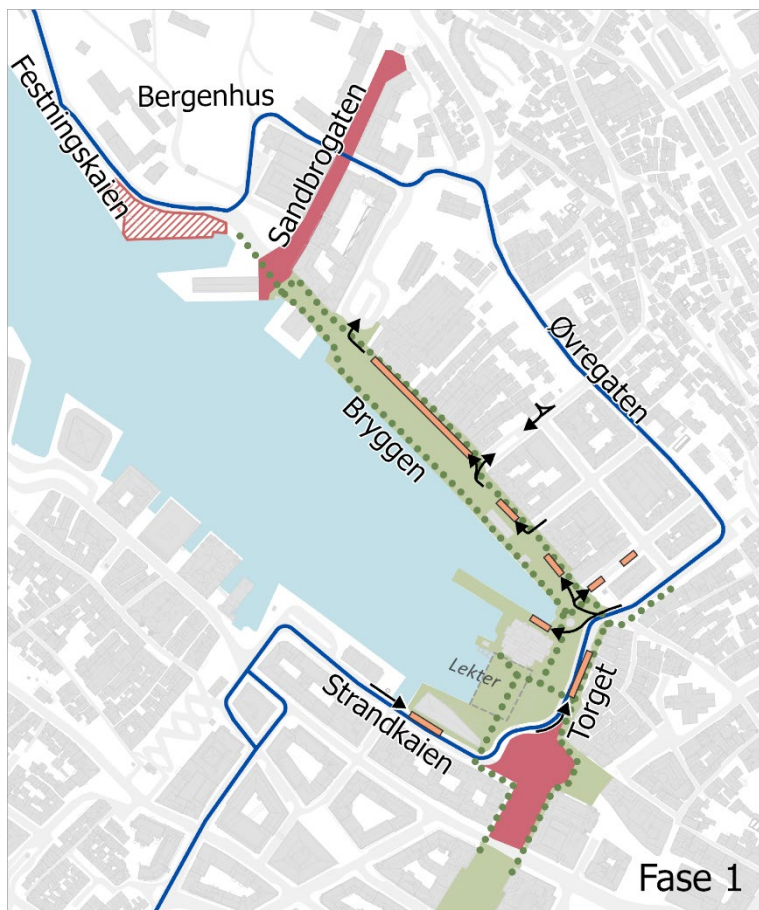 Bergenhus
Festningskaien
Sandbrogaten
Øvregaten
Bryggen
Lekter
Torget
Strandkaien
Fase 1